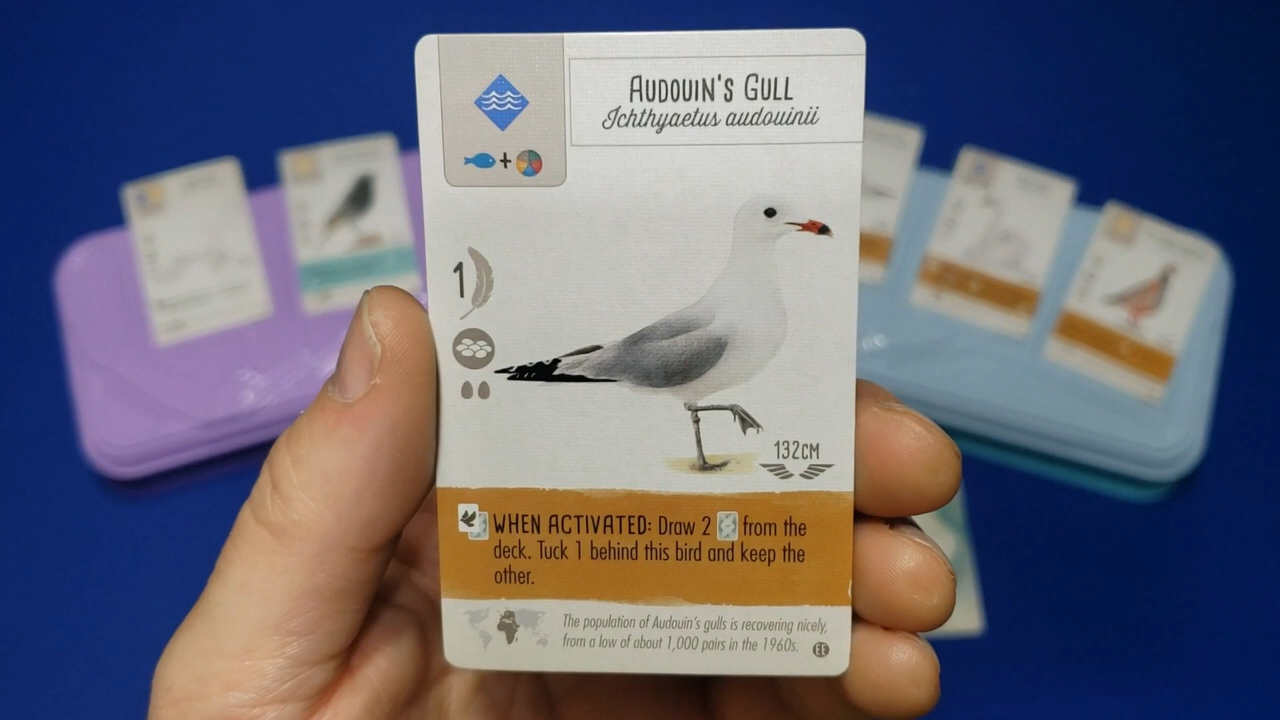 AUDOUIN'S GULL
Ichthyaetus audouinii
+
1
132CM
WHEN ACTIVATED: Draw 2 from the
deck. Tuck 1 behind this bird and keep the
other.
The population of Audouin's gulls is recovering nicely,
from a low of about 1,000 pairs in the 1960s.
EE